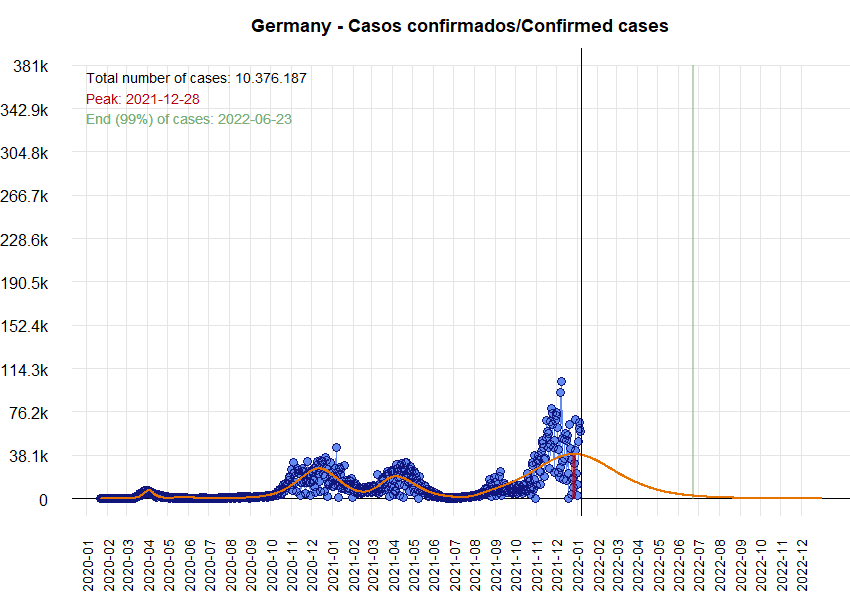 Germany - Casos confirmados/Confirmed cases
381k
342.9k
304.8k
266.7k
228.6k
190.5k
152.4k
114.3k
76.2k
38.1k
0
Total number of cases: 10.376.187
Peak: 2021-12-28
End (99%) of cases: 2022-06-23
2020-01
2020-02
2020-03
2020-04
2020-05
2020-06
2020-07
2020-08
2020-09
2020-10
2020-11
2020-12
2021-01
2021-02
2021-03
2021-04
2021-05
2021-06
2021-07
2021-08
2021-09
2021-10
2021-11
2021-12
2022-01
2022-02
2022-03
2022-04
2022-05
2022-06
2022-07
2022-08
2022-09
2022-10
2022-11
2022-12